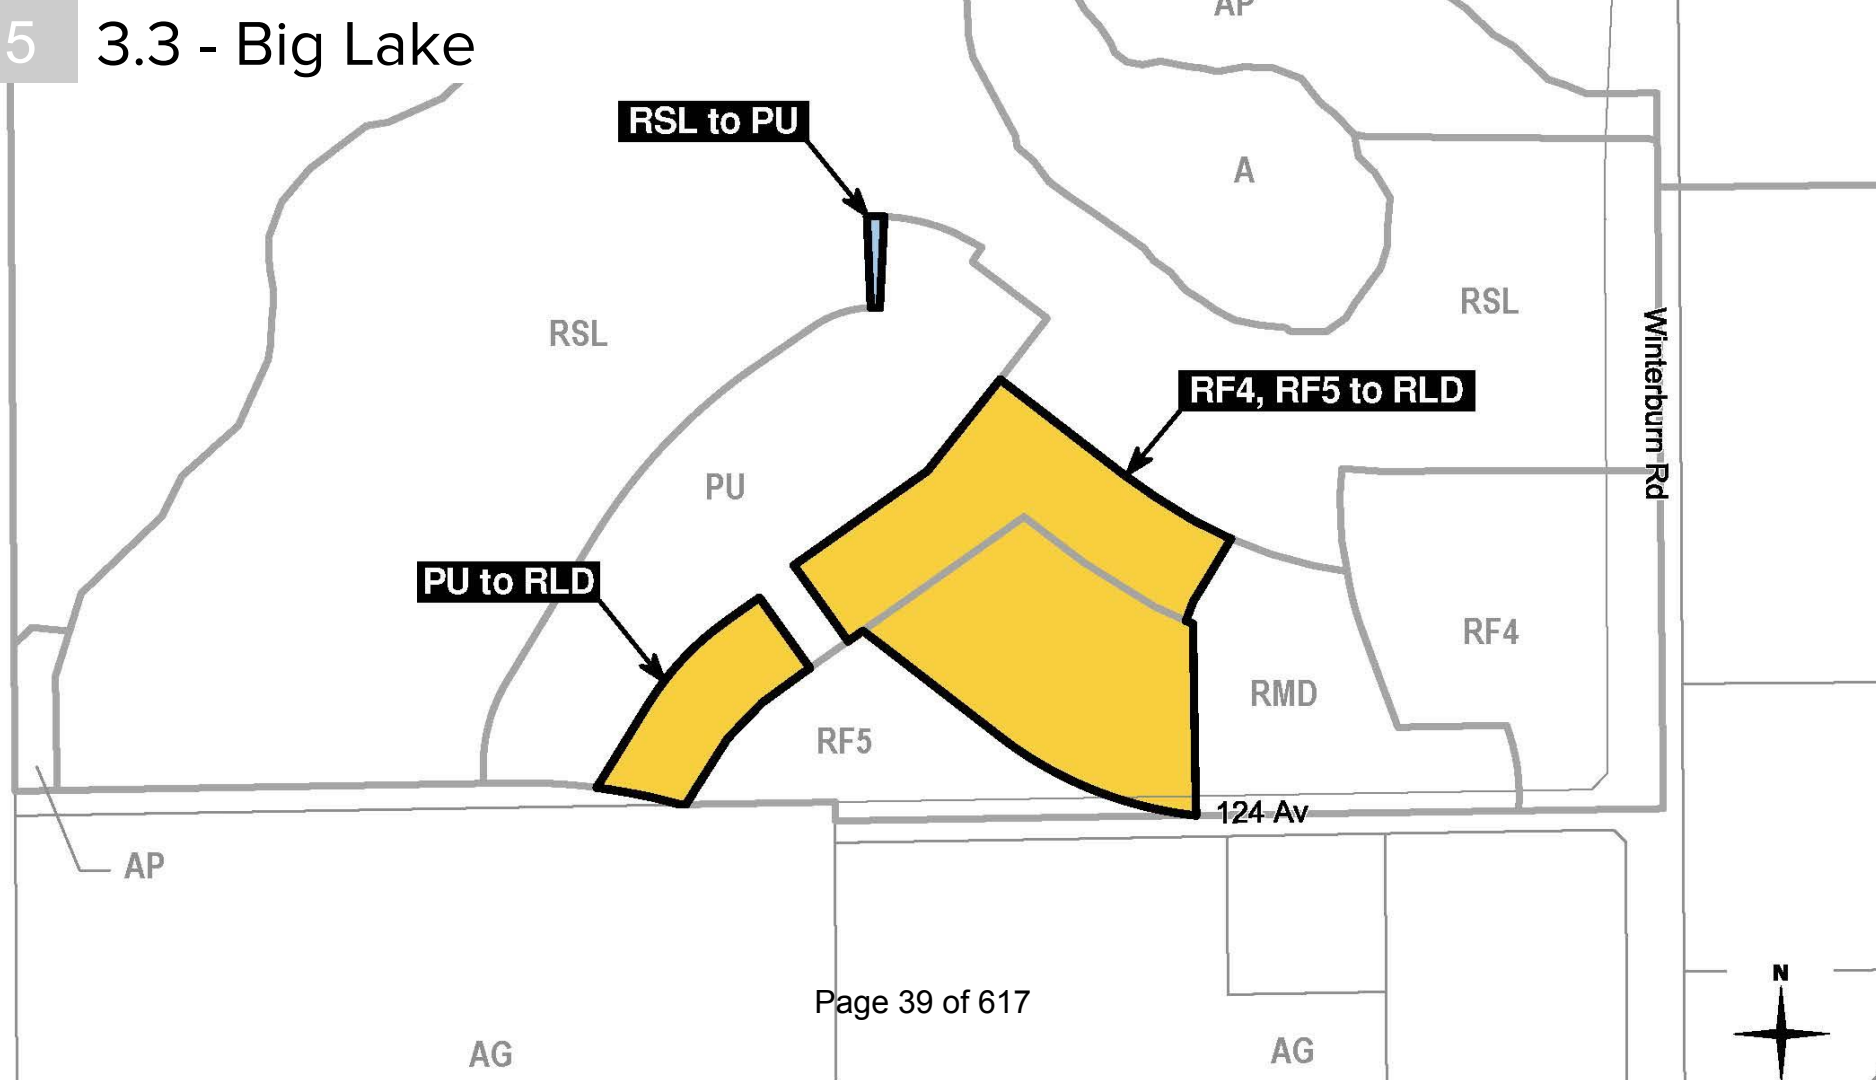 5 3.3 - Big Lake
AP
RSL to PU
A
RSL
RSL
Winterburn Rd
RF4, RF5 to RLD
PU
PU to RLD
RF4
RMD
RF5
124 Av
AP
N
Page 39 of 617
AG
AG